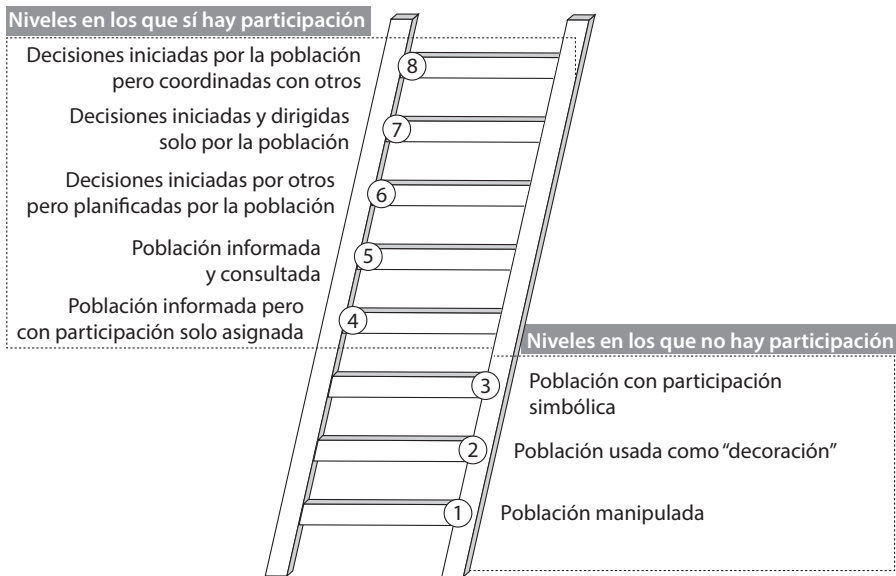 Niveles en los que sí hay participación
Decisiones iniciadas por la población
pero coordinadas con otros
8
Decisiones iniciadas y dirigidas
solo por la población
7
Decisiones iniciadas por otros
pero planificadas por la población
6
Población informada
y consultada
5
Población informada pero
con participación solo asignada
4
Niveles en los que no hay participación
3
Población con participación
simbólica
2
Población usada como “decoración”
1
Población manipulada